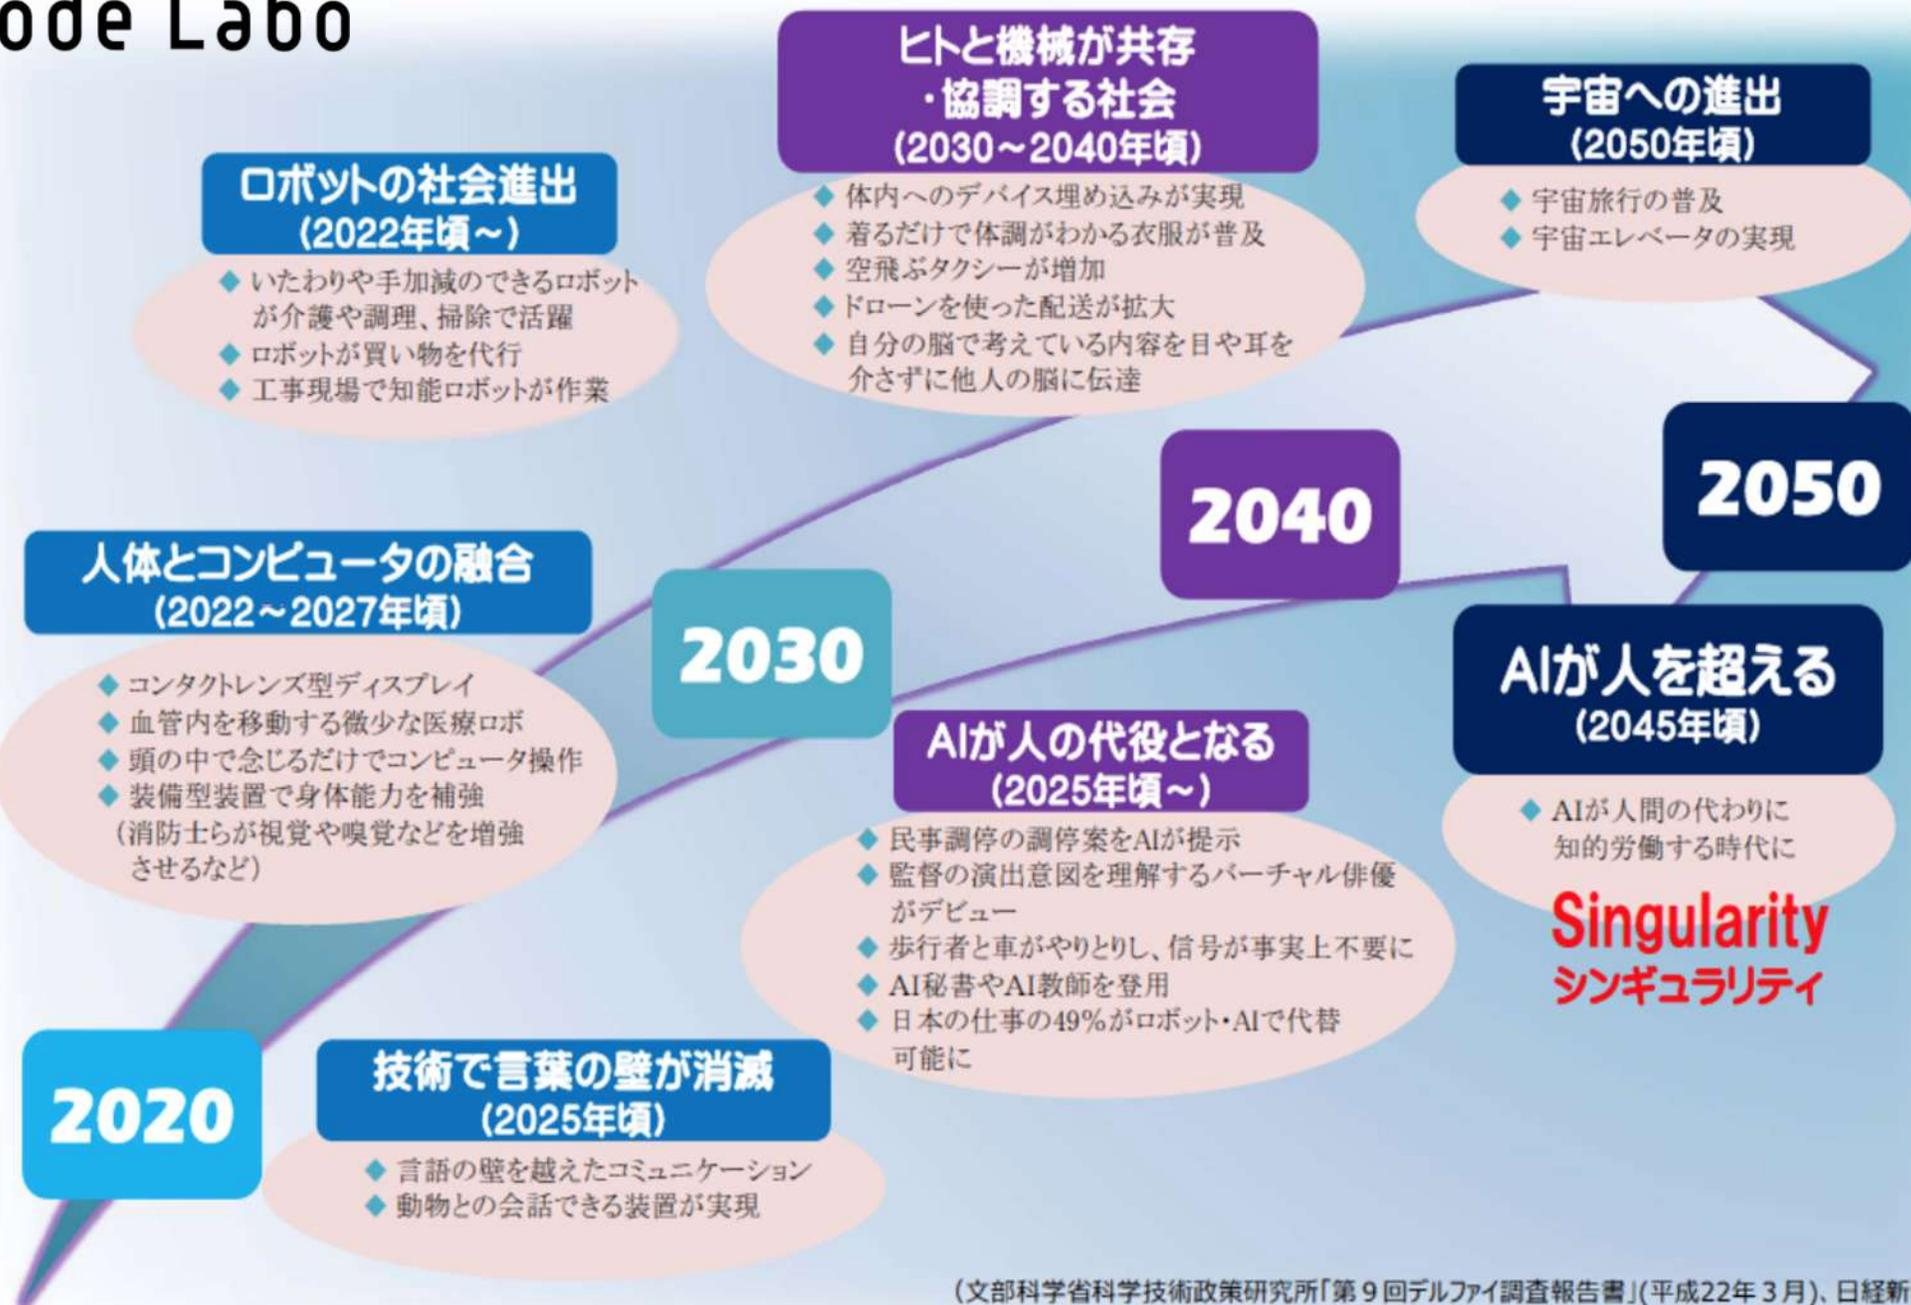 ode Labo
ヒトと機械が共存
・協調する社会
(2030～2040年頃)
◆ 体内へのデバイス埋め込みが実現
◆ 着るだけで体調がわかる衣服が普及
◆ 空飛ぶタクシーが増加
◆ ドローンを使った配送が拡大
◆ 自分の脳で考えている内容を目や耳を
介さずに他人の脳に伝達
宇宙への進出
(2050年頃)
◆ 宇宙旅行の普及
◆ 宇宙エレベータの実現
ロボットの社会進出
(2022年頃～)
◆ いたわりや手加減のできるロボット
が介護や調理、掃除で活躍
◆ ロボットが買い物を代行
◆ 工事現場で知能ロボットが作業
2050
2040
人体とコンピュータの融合
(2022～2027年頃)
◆ コンタクトレンズ型ディスプレイ
◆ 血管内を移動する微少な医療ロボ
◆ 頭の中で念じるだけでコンピュータ操作
◆ 装備型装置で身体能力を補強
(消防士らが視覚や嗅覚などを増強
させるなど)
2030
AIが人の代役となる
(2025年頃～)
◆ 民事調停の調停案をAIが提示
◆ 監督の演出意図を理解するバーチャル俳優
がデビュー
◆ 歩行者と車がやりとりし、信号が事実上不要に
◆ AI秘書やAI教師を登用
◆ 日本の仕事の49%がロボット・AIで代替
可能に
AIが人を超える
(2045年頃)
◆ AIが人間の代わりに
知的労働する時代に
Singularity
シンギュラリティ
2020
技術で言葉の壁が消滅
(2025年頃)
◆ 言語の壁を越えたコミュニケーション
◆ 動物との会話できる装置が実現
(文部科学省科学技術政策研究所「第9回デルファイ調査報告書」(平成22年3月)、日経新